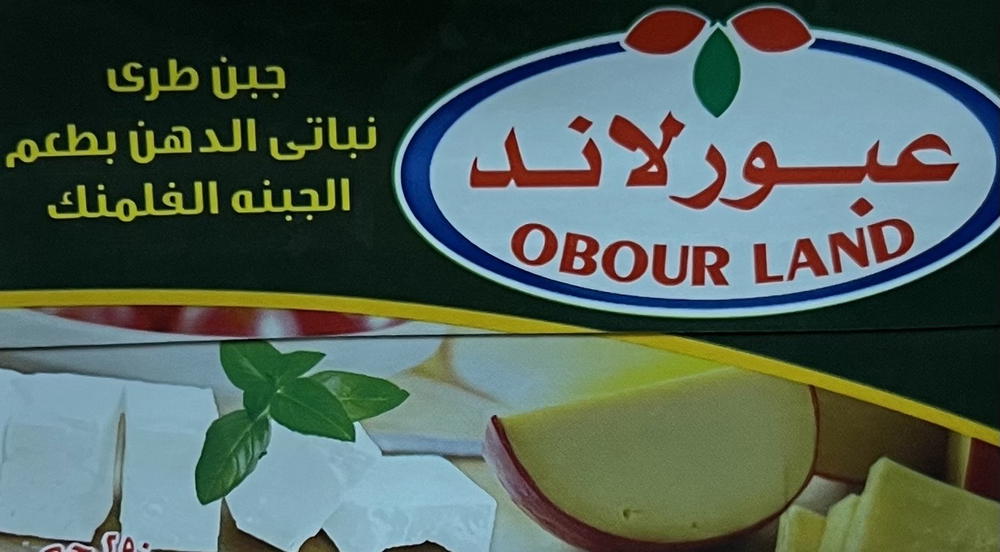 جبن طرى
نباتى الدهن بطعم
الجبنه الفلمنك
عبورلاند
OBOUR LAND